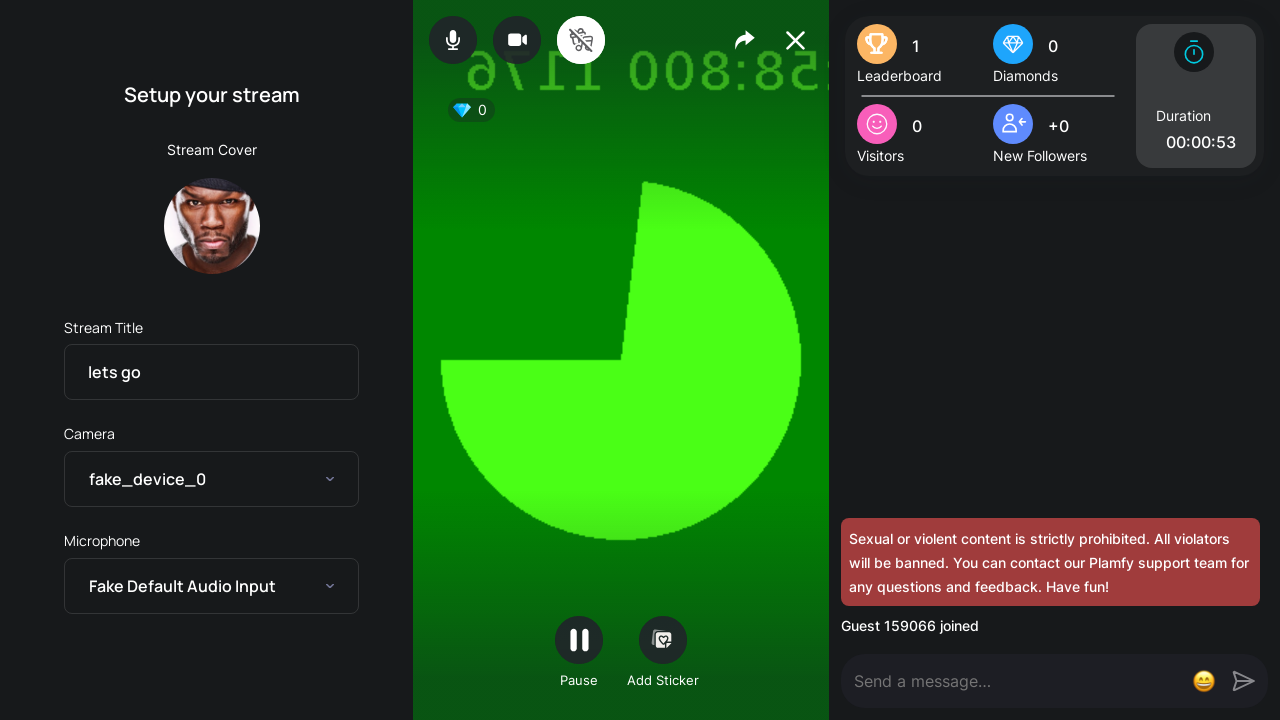 Setup your stream
Stream Cover
Stream Title
lets go
Camera
fake_device_0
Microphone
Fake Default Audio Input
0
Pause
Add Sticker
1
Leaderboard
0
Diamonds
0
Visitors
+0
New Followers
Duration
00:00:53
Sexual or violent content is strictly prohibited. All violators
will be banned. You can contact our Plamfy support team for
any questions and feedback. Have fun!
Guest 159066 joined
Send a message...